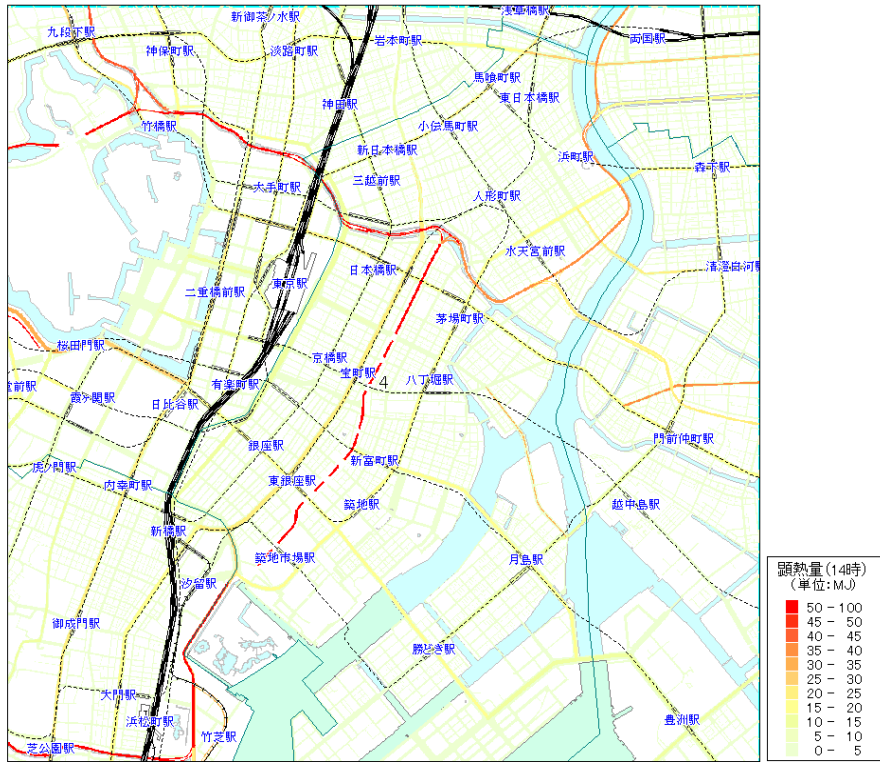 新御茶ノ水駅
浅草橋駅
九段下駅
神保町駅
淡路町駅
岩本町駅
両国駅
馬喰町駅
東日本橋駅
神田駅
竹橋駅
小伝馬町駅
新日本橋駅
浜町駅
森下駅
大手町駅
三越前駅
人形町駅
水天宮前駅
日本橋駅
清澄白河駅
二重橋前駅
東京駅
茅場町駅
桜田門駅
京橋駅
宝町駅
4
八丁堀駅
有楽町駅
堂前駅
霞ヶ関駅
日比谷駅
門前仲町駅
銀座駅
虎ノ門駅
新富町駅
内幸町駅
東銀座駅
築地駅
越中島駅
新橋駅
築地市場駅
月島駅
汐留駅
御成門駅
勝どき駅
大門駅
浜松町駅
竹芝駅
豊洲駅
芝公園駅
顕熱量(14時)
(単位:MJ)
50 - 100
45 - 50
40 - 45
35 - 40
30 - 35
25 - 30
20 - 25
15 - 20
10 - 15
5 - 10
0 - 5